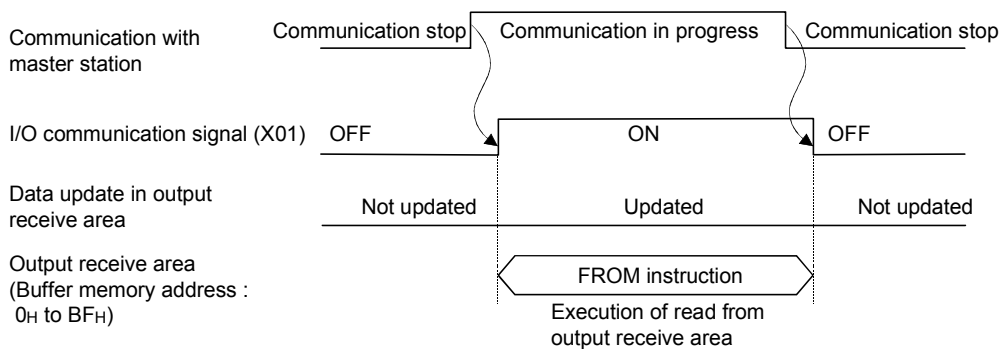 Communication with
master station
Communication stop
Communication in progress
Communication stop
I/O communication signal (X01)
OFF
ON
OFF
Data update in output
receive area
Not updated
Updated
Not updated
Output receive area
(Buffer memory address :
0H to BFH)
FROM instruction
Execution of read from
output receive area